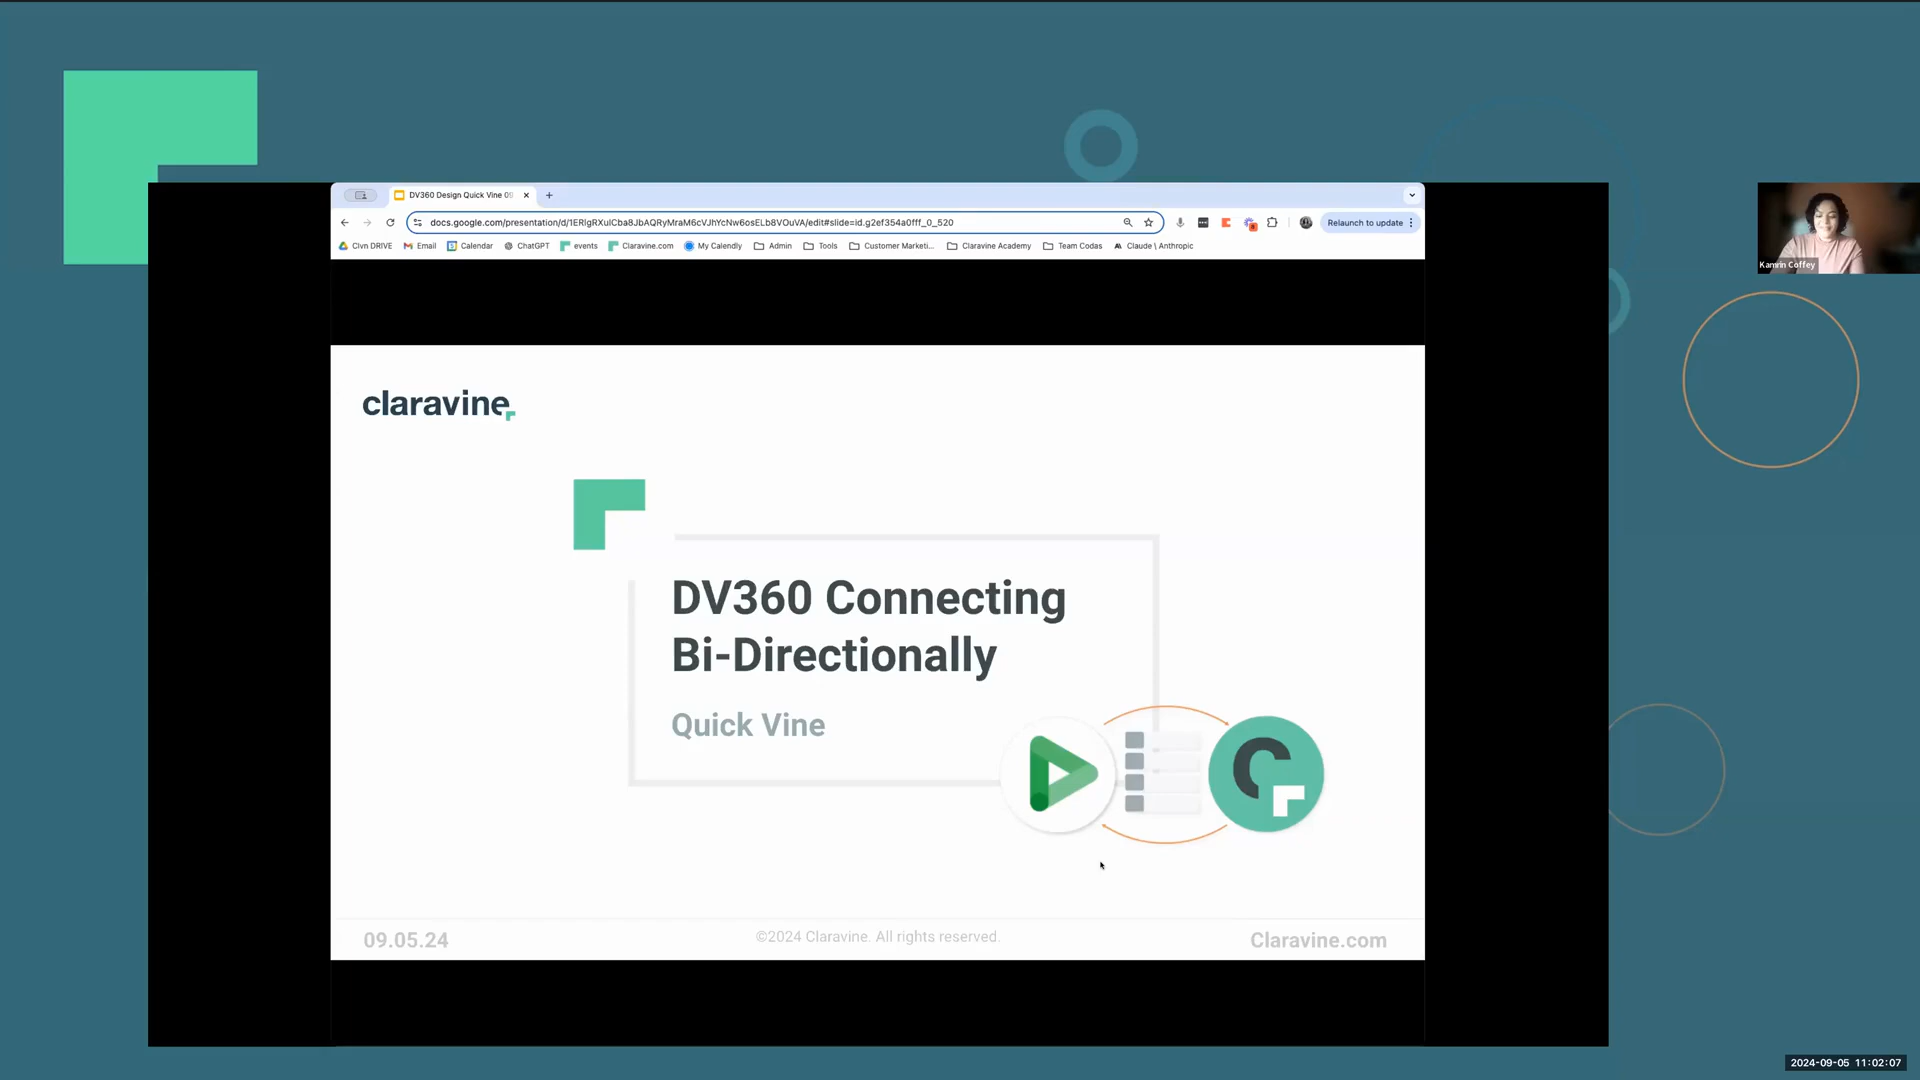 DV360 Design Quick Vine 09
docs.google.com/presentation/d/1ERlgRXulCba8JbAQRyMraM6cVJhYcNw6osELb8VOuVA/edit#slide=id.g2ef354a0fff_0_520
Relaunch to update
Clvn DRIVE
Email
Calendar
ChatGPT
events
Claravine.com
My Calendly
Admin
Tools
Customer Marketi...
Claravine Academy
Team Codas
Claude \ Anthropic
Kamrin Coffey
claravine
DV360 Connecting
Bi-Directionally
Quick Vine
09.05.24
©2024 Claravine. All rights reserved.
Claravine.com
2024-09-05 11:02:07